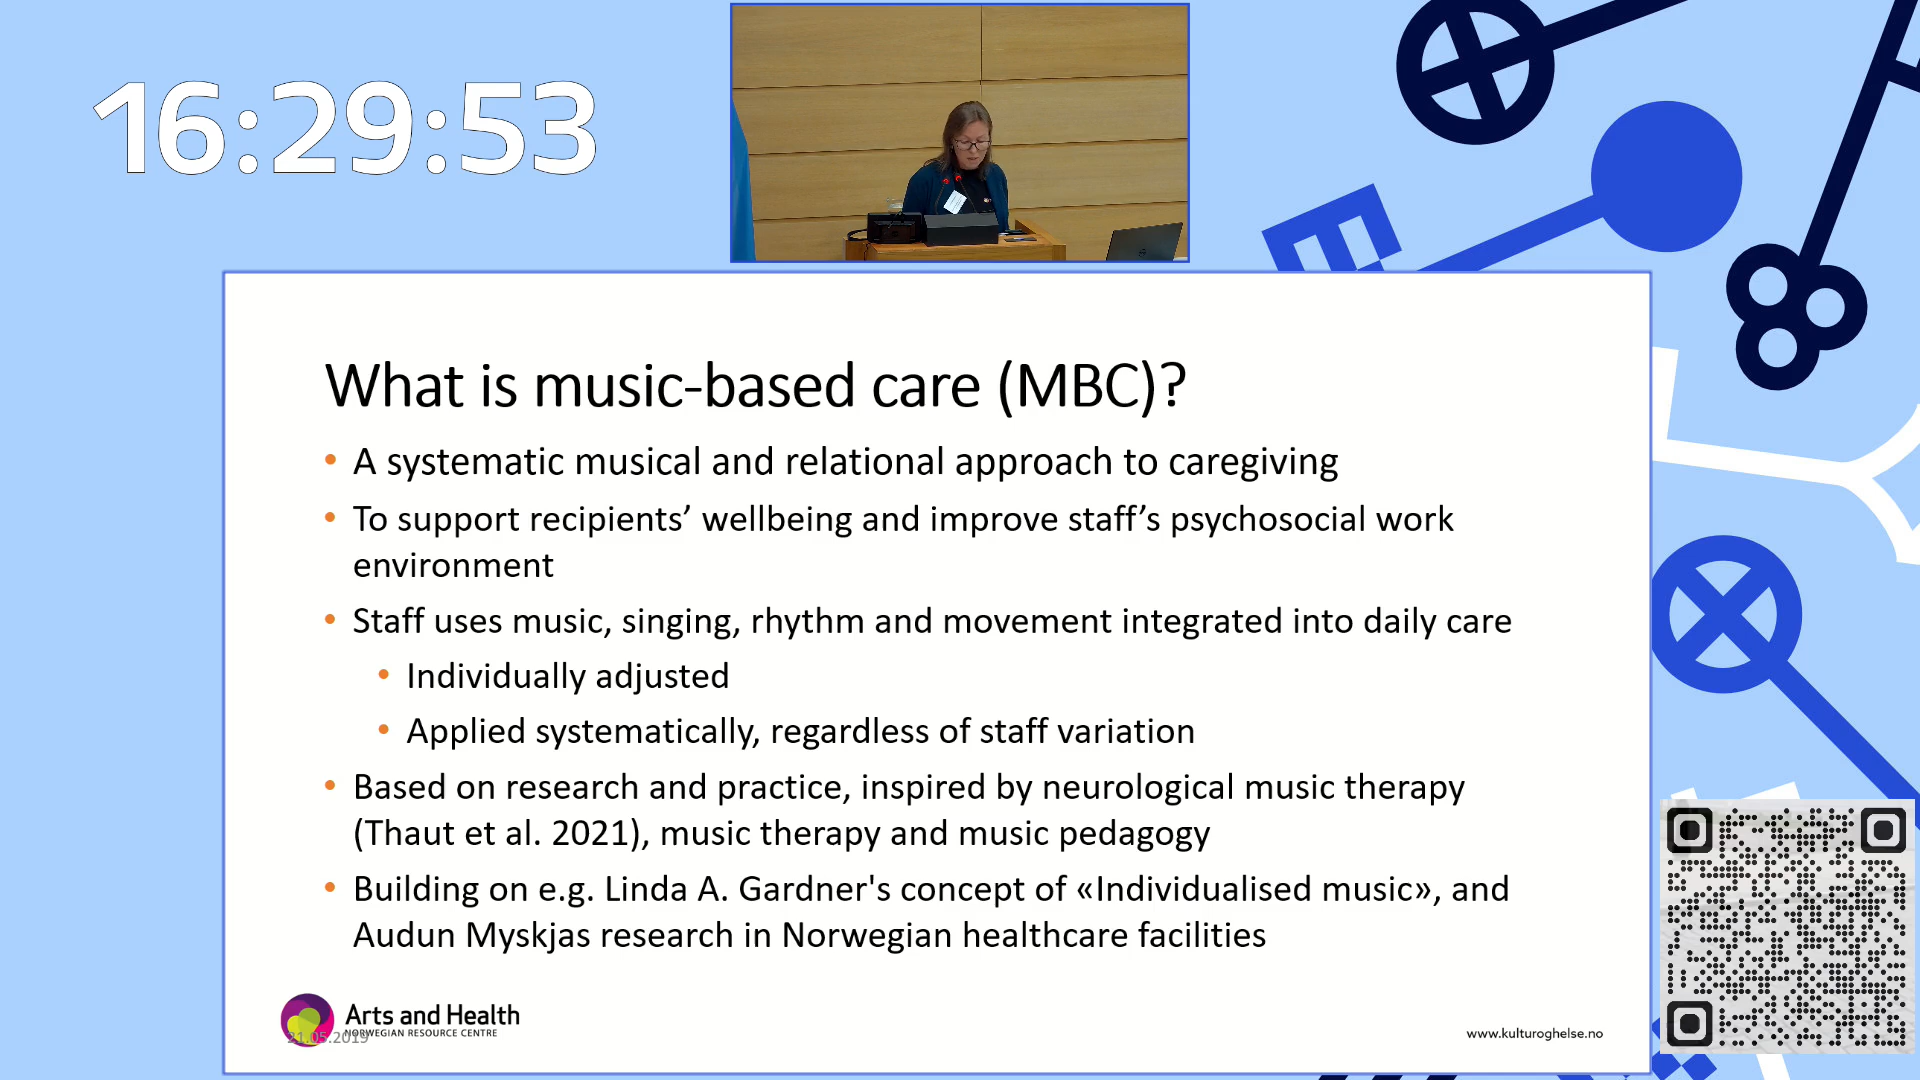 16:29:53
What is music-based care (MBC)?
• A systematic musical and relational approach to caregiving
• To support recipients’ wellbeing and improve staff’s psychosocial work
environment
• Staff uses music, singing, rhythm and movement integrated into daily care
• Individually adjusted
• Applied systematically, regardless of staff variation
• Based on research and practice, inspired by neurological music therapy
(Thaut et al. 2021), music therapy and music pedagogy
• Building on e.g. Linda A. Gardner's concept of «Individualised music», and
Audun Myskjas research in Norwegian healthcare facilities
Arts and Health
NORWEGIAN RESOURCE CENTRE
21.05.2019
www.kulturoghelse.no